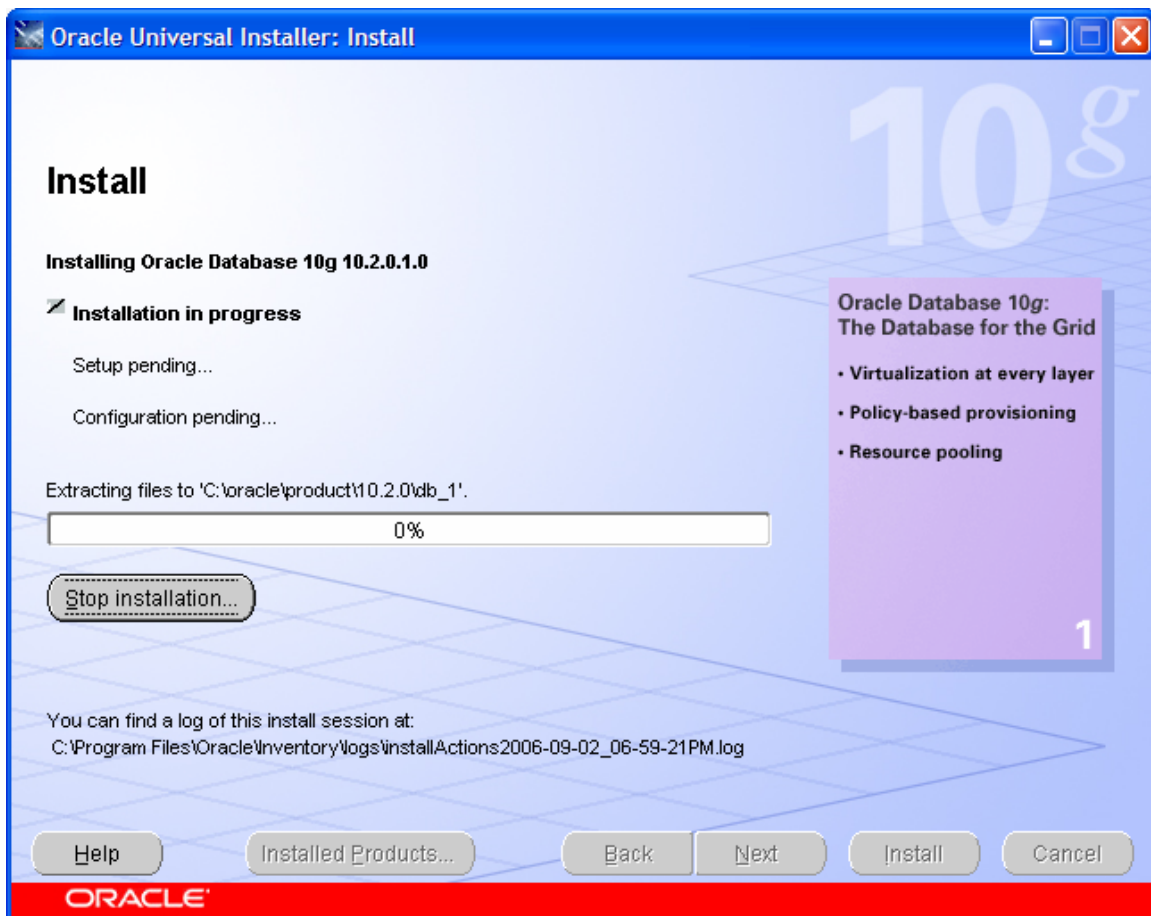 Oracle Universal Installer: Install
10g
Install
Installing Oracle Database 10g 10.2.0.1.0
Installation in progress
Setup pending...
Configuration pending...
Extracting files to 'C:\oracle\product\10.2.0\db_1'.
0%
Stop installation...
Oracle Database 10g:
The Database for the Grid
• Virtualization at every layer
• Policy-based provisioning
• Resource pooling
1
You can find a log of this install session at:
C:\Program Files\Oracle\Inventory\logs\installActions2006-09-02_06-59-21PM.log
Help Installed Products... Back Next Install Cancel
ORACLE